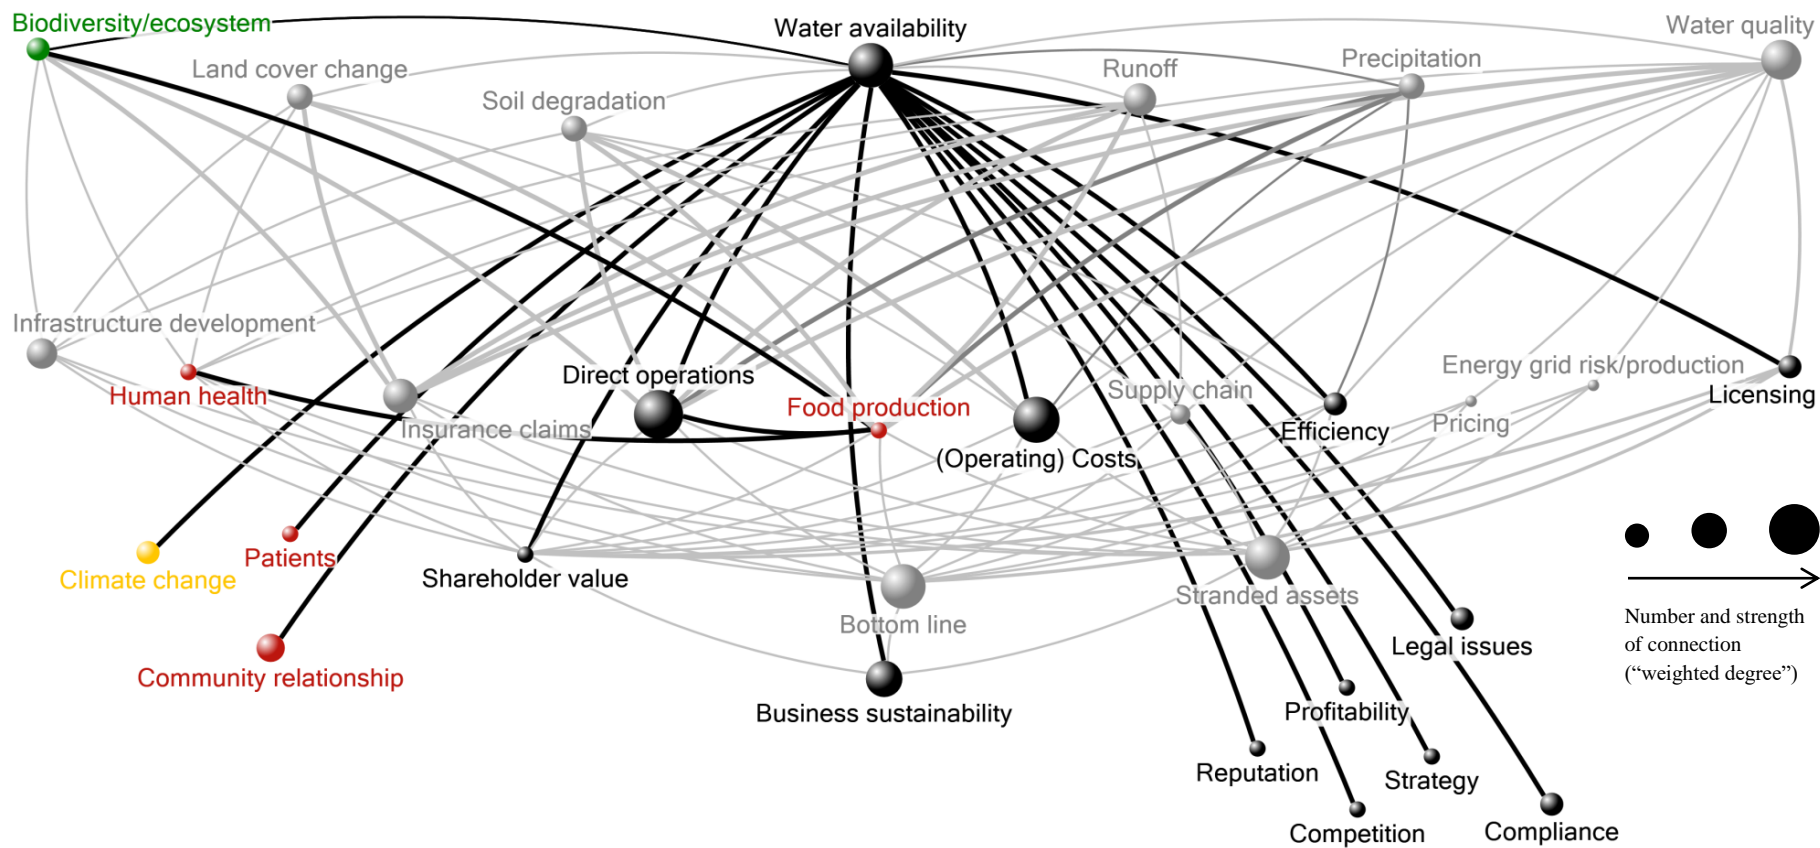 Biodiversity/ecosystem
Water availability
Water quality
Land cover change
Soil degradation
Runoff
Precipitation
Infrastructure development
Human health
Insurance claims
Direct operations
Food production
(Operating) Costs
Supply chain
Efficiency
Energy grid risk/production
Pricing
Licensing
Climate change
Patients
Community relationship
Shareholder value
Bottom line
Business sustainability
Stranded assets
Legal issues
Profitability
Reputation
Strategy
Competition
Compliance
Number and strength
of connection
(“weighted degree”)